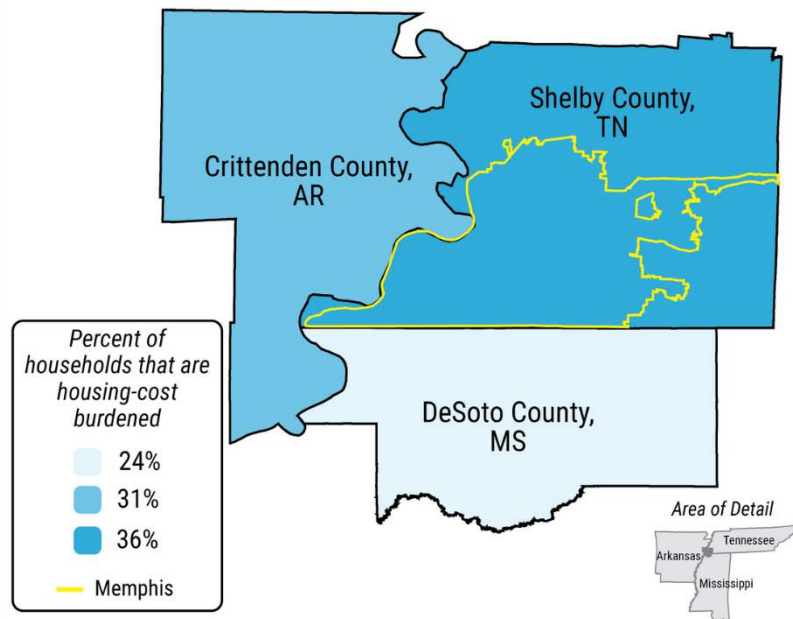 Shelby County,
TN
Crittenden County,
AR
DeSoto County,
MS
Percent of
households that are
housing-cost
burdened
24%
31%
36%
Memphis
Area of Detail
Arkansas
Tennessee
Mississippi